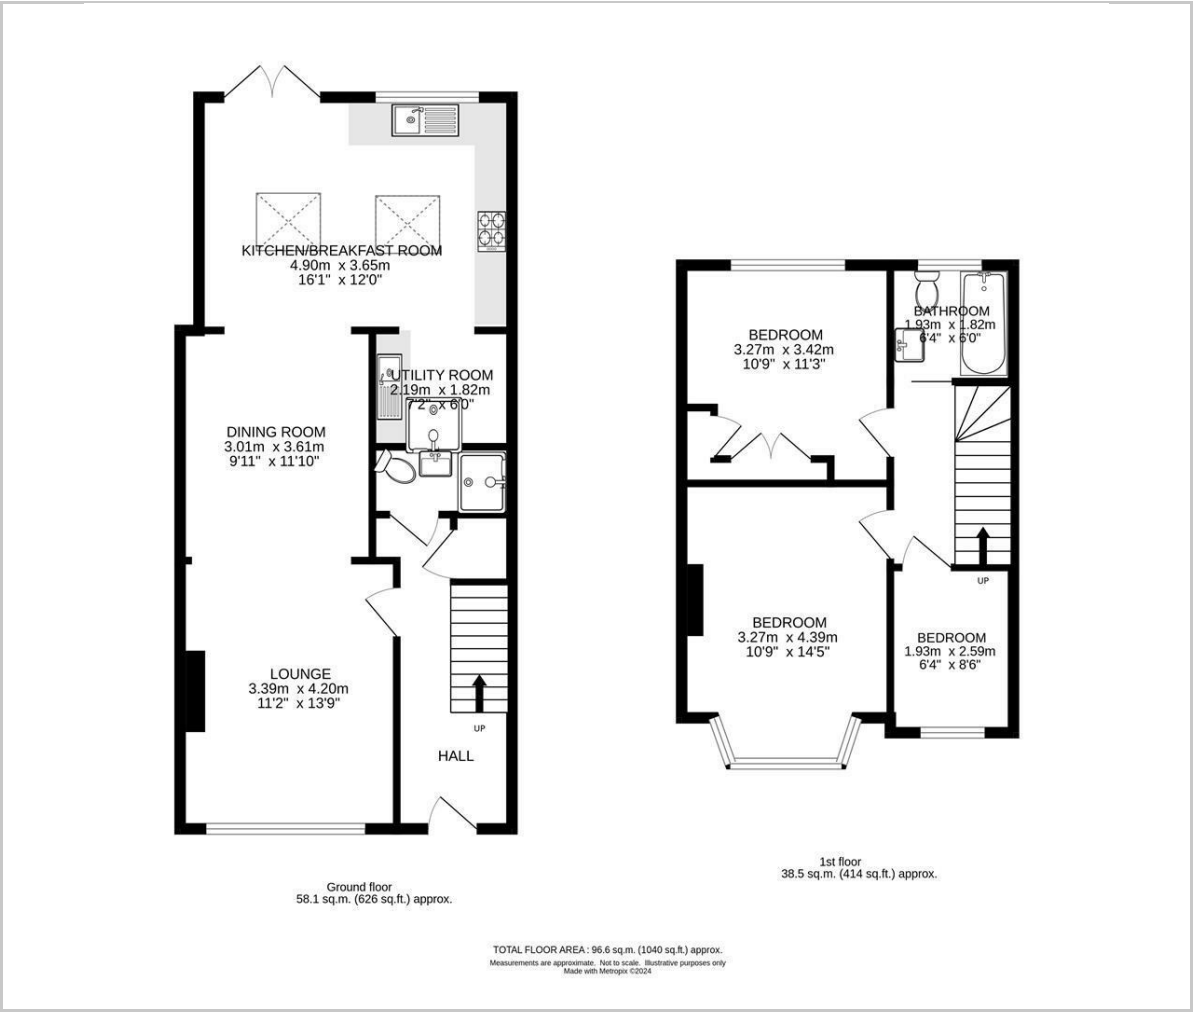 KITCHEN/BREAKFAST ROOM
4.90m x 3.65m
16'1" x 12'0"
UTILITY ROOM
2.19m x 1.82m
7'2" x 6'0"
DINING ROOM
3.01m x 3.61m
9'11" x 11'10"
LOUNGE
3.39m x 4.20m
11'2" x 13'9"
UP
HALL
Ground floor
58.1 sq.m. (626 sq.ft.) approx.
BATHROOM
1.93m x 1.82m
6'4" x 6'0"
BEDROOM
3.27m x 3.42m
10'9" x 11'3"
UP
BEDROOM
3.27m x 4.39m
10'9" x 14'5"
BEDROOM
1.93m x 2.59m
6'4" x 8'6"
1st floor
38.5 sq.m. (414 sq.ft.) approx.
TOTAL FLOOR AREA : 96.6 sq.m. (1040 sq.ft.) approx.
Measurements are approximate. Not to scale. Illustrative purposes only
Made with Metropix ©2024